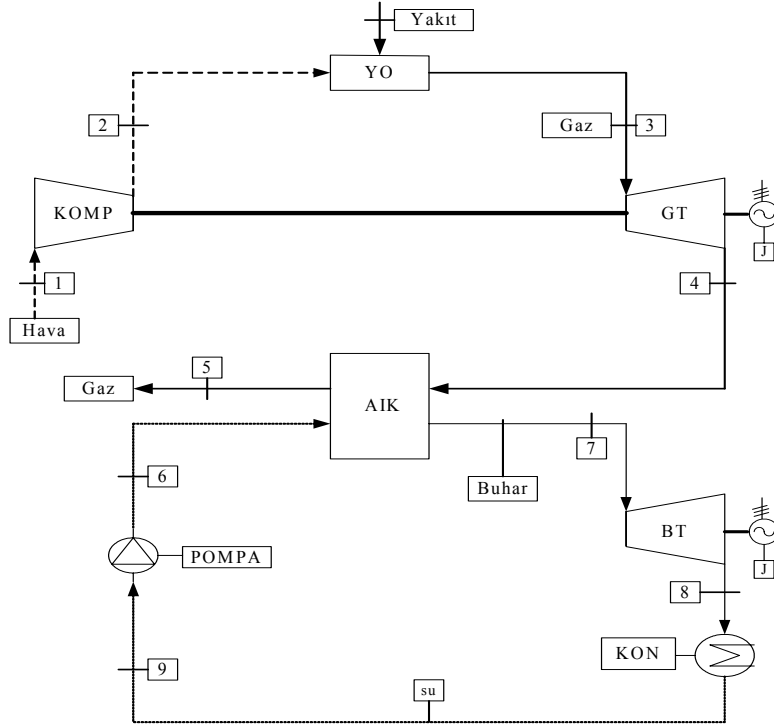 Yakıt
YO
2
Gaz
3
KOMP
GT
J
1
4
Hava
5
Gaz
AIK
7
6
Buhar
POMPA
BT
J
8
9
KON
su